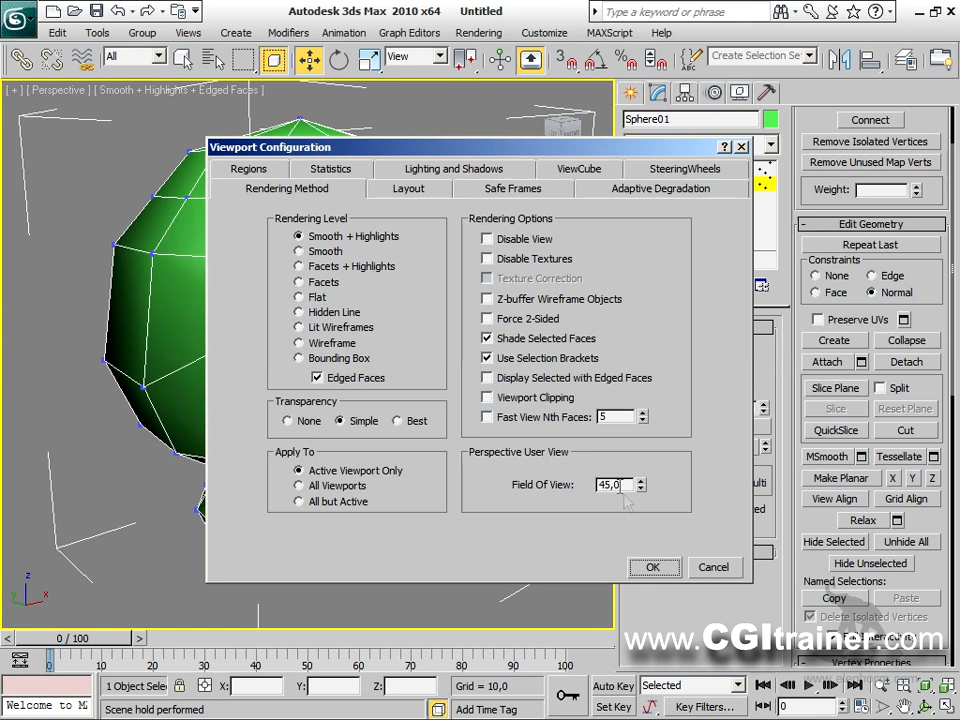 Autodesk 3ds Max 2010 x64 Untitled
Type a keyword or phrase
Edit Tools Group Views Create Modifiers Animation Graph Editors Rendering Customize MAXScript Help
All View Create Selection Se
[ + ] [ Perspective ] [ Smooth + Highlights + Edged Faces ]
Sphere01
Connect
Remove Isolated Vertices
Remove Unused Map Verts
Weight:
Viewport Configuration
Regions Statistics Lighting and Shadows ViewCube SteeringWheels
Rendering Method Layout Safe Frames Adaptive Degradation
Rendering Level
Smooth + Highlights
Smooth
Facets + Highlights
Facets
Flat
Hidden Line
Lit Wireframes
Wireframe
Bounding Box
Edged Faces
Transparency
None Simple Best
Apply To
Active Viewport Only
All Viewports
All but Active
Rendering Options
Disable View
Disable Textures
Texture Correction
Z-buffer Wireframe Objects
Force 2-Sided
Shade Selected Faces
Use Selection Brackets
Display Selected with Edged Faces
Viewport Clipping
Fast View Nth Faces: 5
Perspective User View
Field Of View: 45,0
OK Cancel
- Edit Geometry
Repeat Last
Constraints
None Edge
Face Normal
Preserve UVs
Create Collapse
Attach Detach
Slice Plane Split
Slice Reset Plane
QuickSlice Cut
MSmooth Tessellate
Make Planar X Y Z
View Align Grid Align
Relax
Hide Selected Unhide All
Hide Unselected
Named Selections:
Copy Paste
Delete Isolated Vertices
www.CGItrainer.com
Vertex Properties
z
x
y
< 0 / 100 >
0 10 20 30 40 50 60 70 80 90 100
Welcome to M
1 Object Sele X: Y: Z: Grid = 10,0
Scene hold performed Add Time Tag
Auto Key Selected
Set Key Key Filters... 0